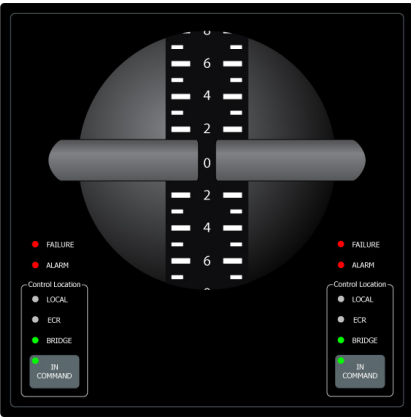 6
4
2
0
2
4
6
FAILURE
ALARM
Control Location
LOCAL
ECR
BRIDGE
IN
COMMAND
FAILURE
ALARM
Control Location
LOCAL
ECR
BRIDGE
IN
COMMAND